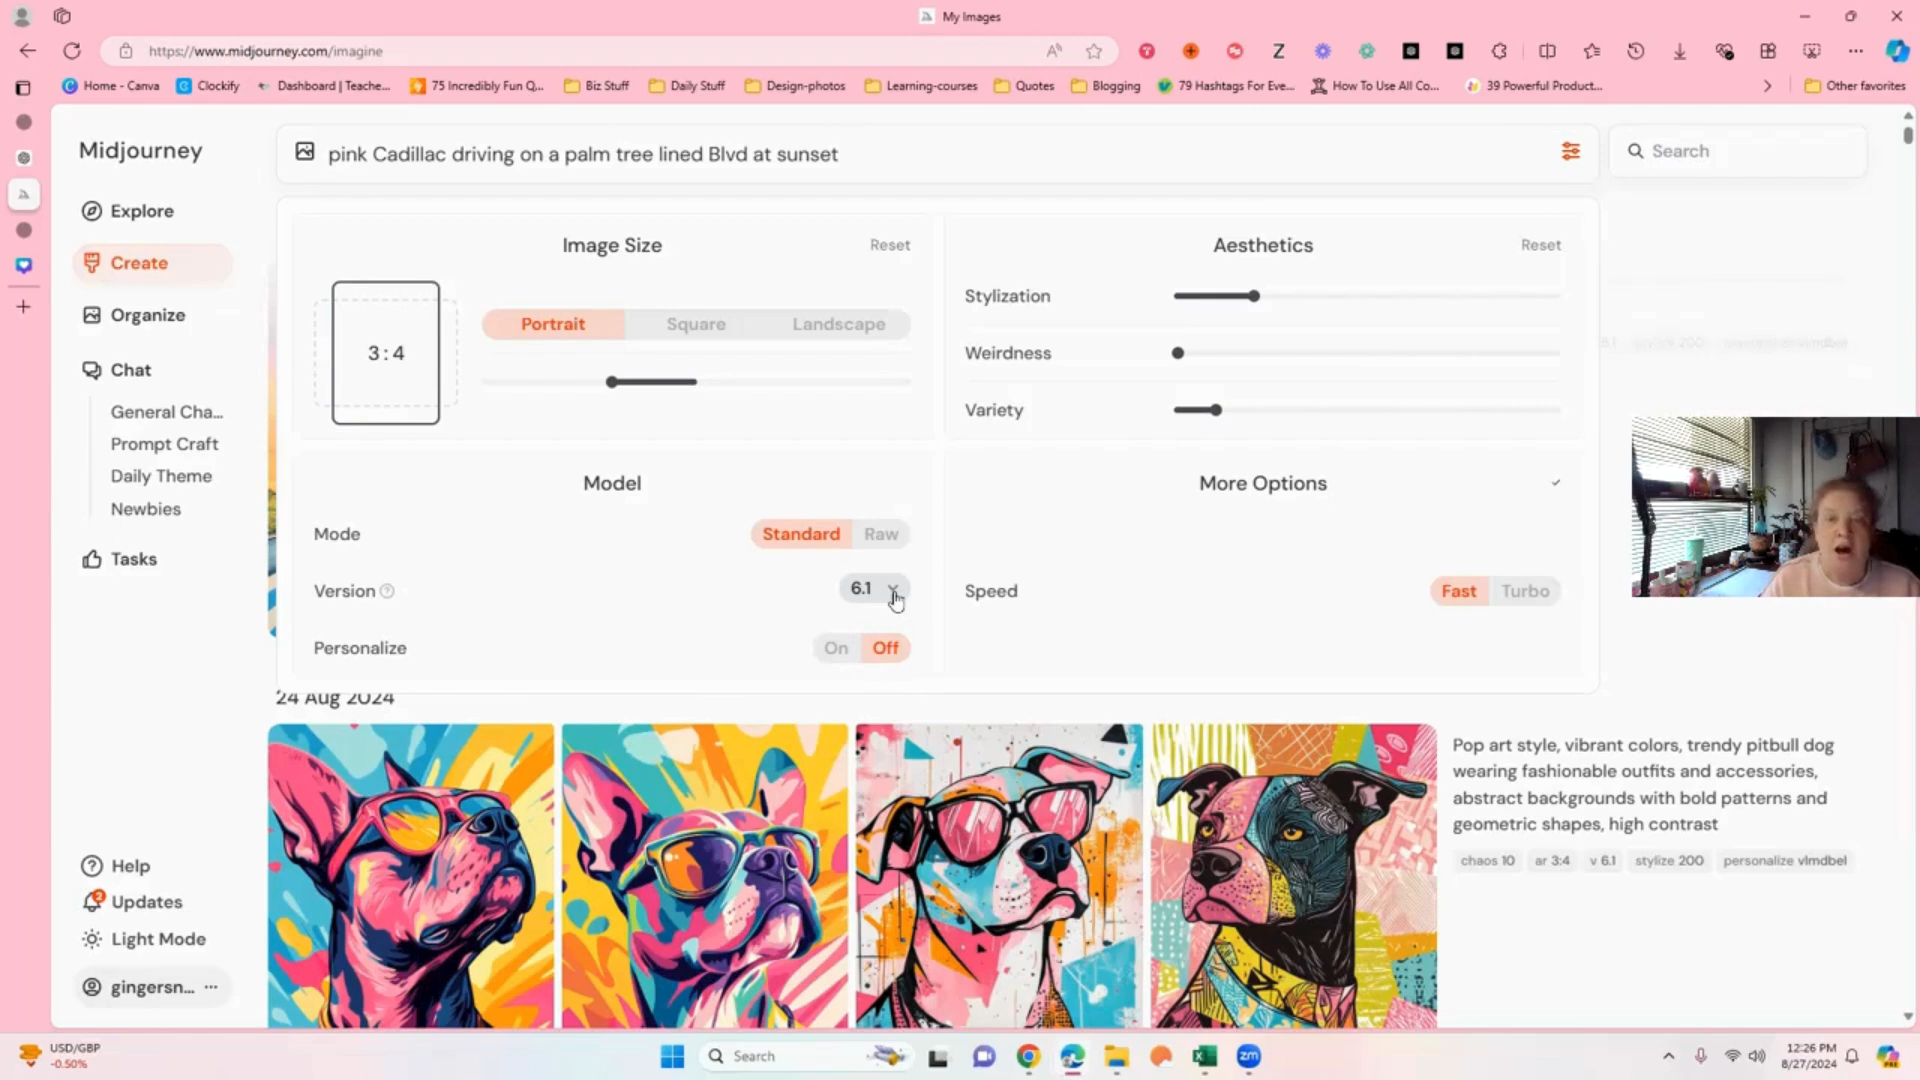 My Images
https://www.midjourney.com/imagine
Home - Canva
Clockify
Dashboard | Teache...
75 Incredibly Fun Q...
Biz Stuff
Daily Stuff
Design-photos
Learning-courses
Quotes
Blogging
79 Hashtags For Eve...
How To Use All Co...
39 Powerful Product...
Other favorites
Midjourney
pink Cadillac driving on a palm tree lined Blvd at sunset
Search
Explore
Create
Organize
Chat
General Cha...
Prompt Craft
Daily Theme
Newbies
Tasks
Image Size
Reset
3 : 4
Portrait
Square
Landscape
Aesthetics
Reset
Stylization
Weirdness
Variety
Model
Mode
Standard
Raw
Version
6.1
Personalize
On
Off
More Options
Speed
Fast
Turbo
24 Aug 2024
Pop art style, vibrant colors, trendy pitbull dog
wearing fashionable outfits and accessories,
abstract backgrounds with bold patterns and
geometric shapes, high contrast
chaos 10
ar 3:4
v 6.1
stylize 200
personalize vlmdbel
Help
2
Updates
Light Mode
gingersn...
USD/GBP
-0.50%
Search
zm
12:26 PM
8/27/2024